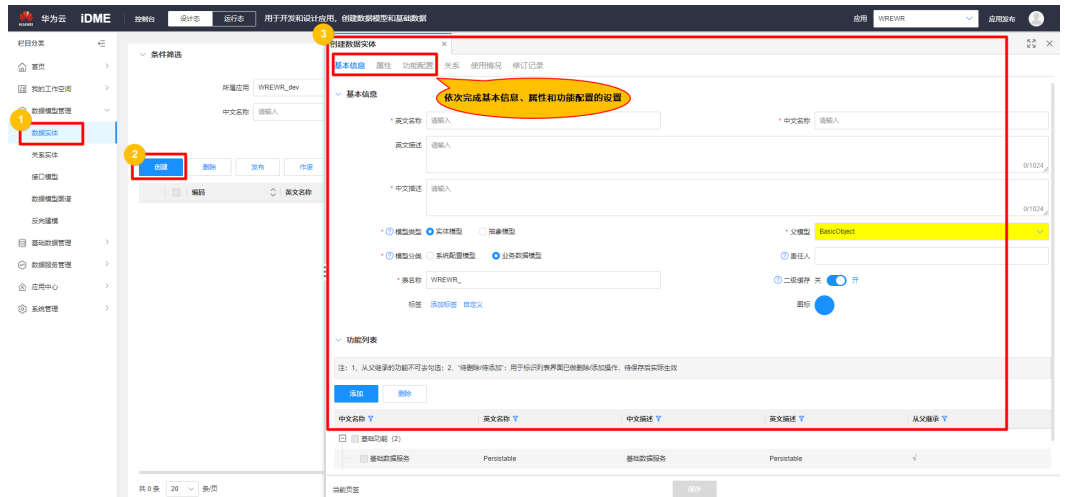 HUAWEI 华为云 iDME 控制台 设计态 运行态 用于开发和设计应用，创建数据模型和基础数据 应用 WREWR 应用发布
栏目分类
首页
我的工作空间
数据模型管理
1
数据实体
关系实体
接口模型
数据模型图谱
反向建模
基础数据管理
数据服务管理
应用中心
系统管理
条件筛选
所属应用 WREWR_dev
中文名称 请输入
2
创建 删除 发布 作废
编码 英文名称
共 0 条 20 条/页
3
创建数据实体 ×
基本信息 属性 功能配置 关系 使用情况 修订记录
依次完成基本信息、属性和功能配置的设置
基本信息
* 英文名称 请输入 * 中文名称 请输入
英文描述 请输入
0/1024
* 中文描述 请输入
0/1024
* ? 模型类型 实体模型 抽象模型 * 父模型 BasicObject
* ? 模型分类 系统配置模型 业务数据模型 ? 责任人
* 表名称 WREWR_ ? 二级缓存 关 开
标签 添加标签 自定义 图标
功能列表
注：1、从父继承的功能不可去勾选；2、“待删除/待添加”：用于标识列表界面已做删除/添加操作，待保存后实际生效
添加 删除
中文名称 英文名称 中文描述 英文描述 从父继承
基础功能 (2)
基础数据服务 Persistable 基础数据服务 Persistable √
当前页签 保存